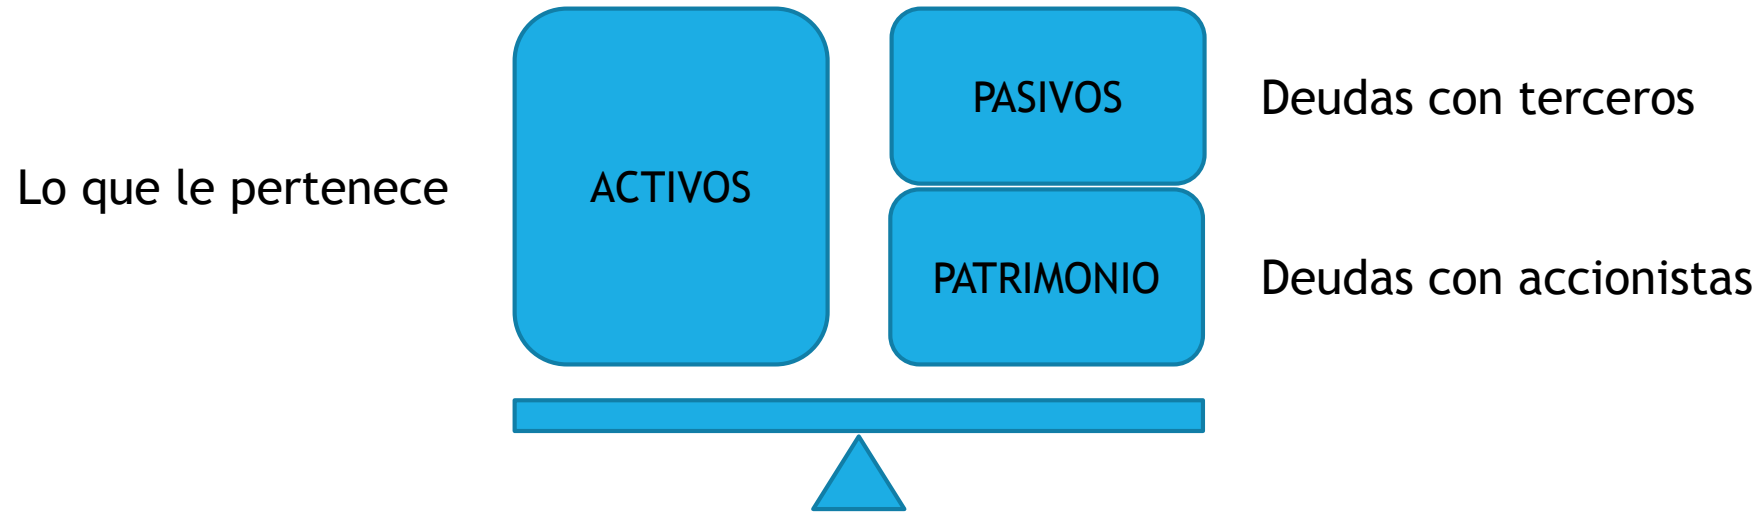 Lo que le pertenece
ACTIVOS
PASIVOS
Deudas con terceros
PATRIMONIO
Deudas con accionistas